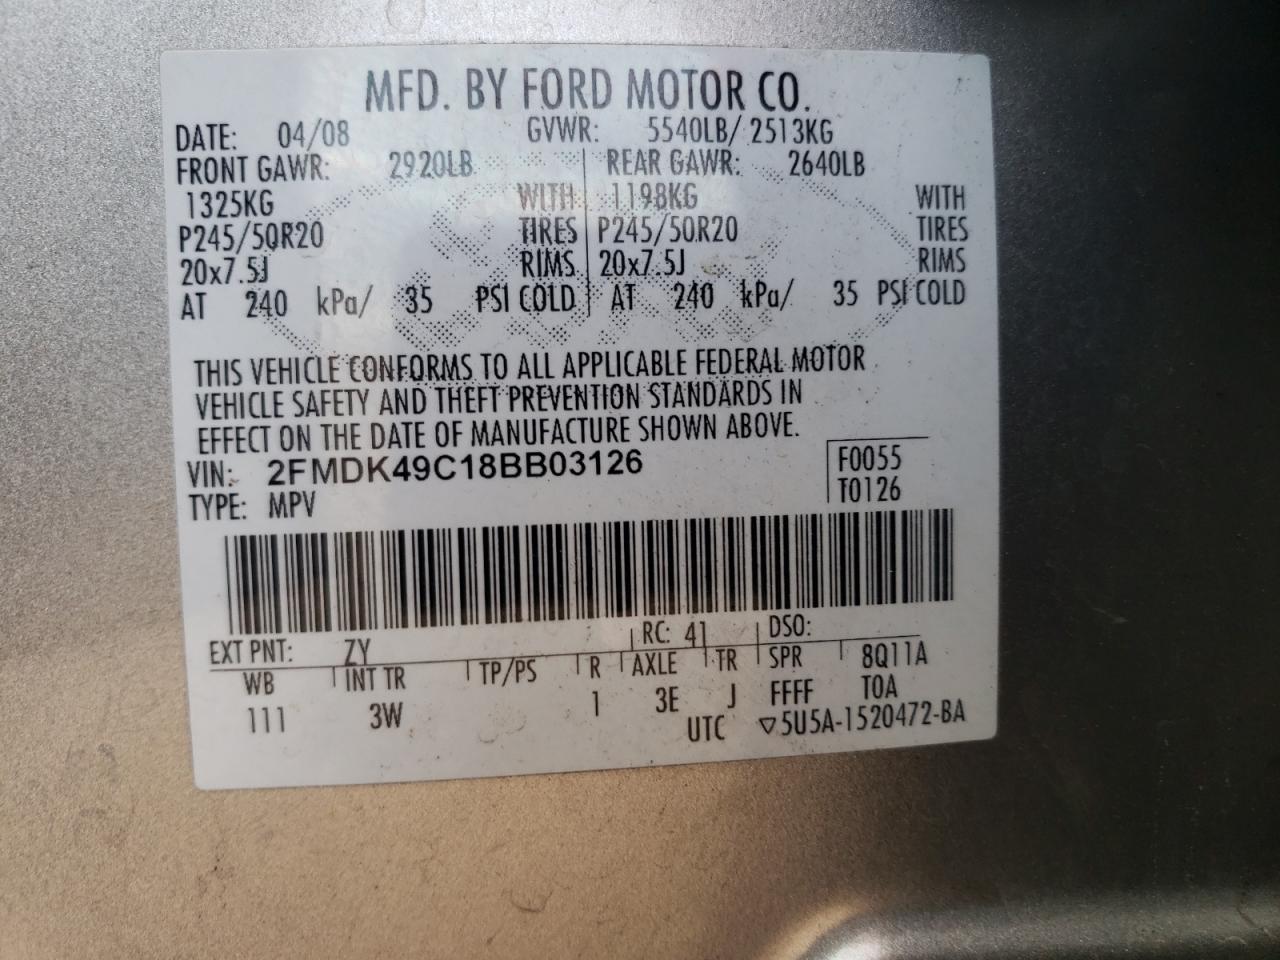 MFD. BY FORD MOTOR CO.
DATE: 04/08 GVWR: 5540LB/ 2513KG
FRONT GAWR: 2920LB REAR GAWR: 2640LB
1325KG WITH 1198KG WITH
P245/50R20 TIRES P245/50R20 TIRES
20x7.5J RIMS 20x7.5J RIMS
AT 240 kPa/ 35 PSI COLD AT 240 kPa/ 35 PSI COLD
THIS VEHICLE CONFORMS TO ALL APPLICABLE FEDERAL MOTOR
VEHICLE SAFETY AND THEFT PREVENTION STANDARDS IN
EFFECT ON THE DATE OF MANUFACTURE SHOWN ABOVE.
VIN: 2FMDK49C18BB03126 F0055
TYPE: MPV T0126
EXT PNT: ZY RC: 41 DSO:
WB INT TR TP/PS R AXLE TR SPR 8Q11A
111 3W 1 3E J FFFF T0A
UTC ▽5U5A-1520472-BA